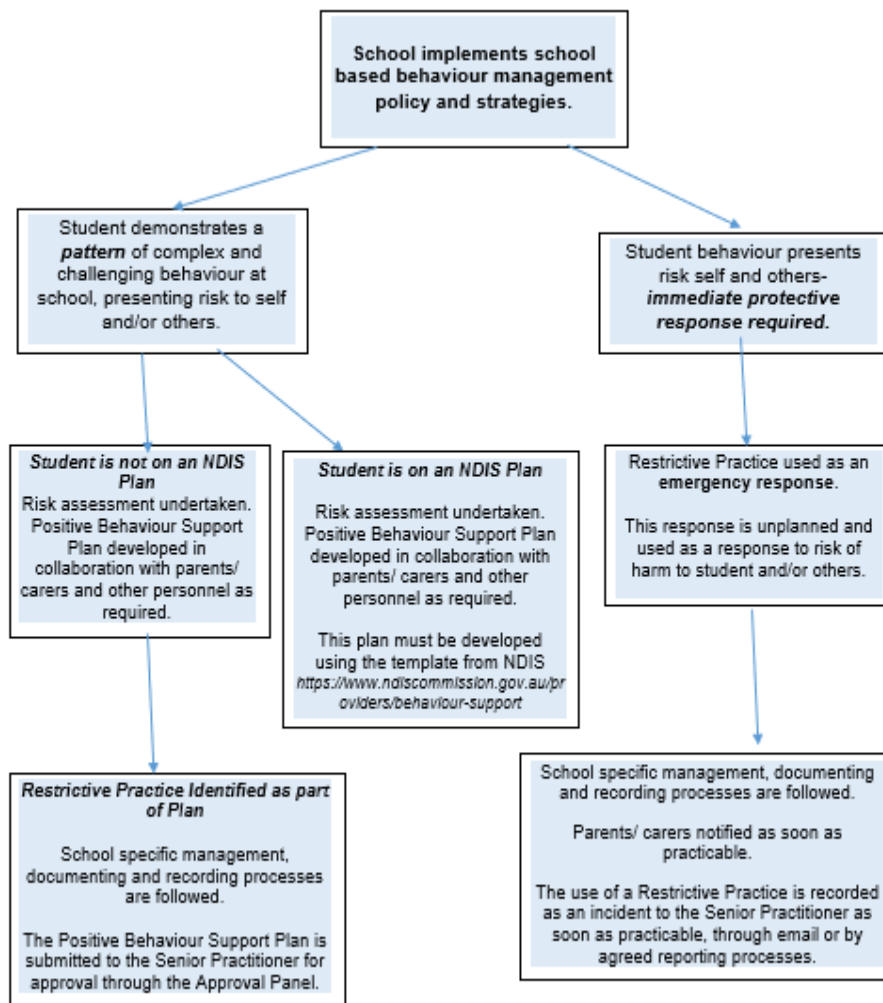 School implements school
based behaviour management
policy and strategies.
Student demonstrates a
pattern of complex and
challenging behaviour at
school, presenting risk to self
and/or others.
Student behaviour presents
risk self and others-
immediate protective
response required.
Student is not on an NDIS
Plan
Risk assessment undertaken.
Positive Behaviour Support
Plan developed in
collaboration with parents/
carers and other personnel as
required.
Student is on an NDIS Plan
Risk assessment undertaken.
Positive Behaviour Support Plan
developed in collaboration with
parents/ carers and other
personnel as required.
This plan must be developed
using the template from NDIS
https://www.ndiscommission.gov.au/pr
oviders/behaviour-support
Restrictive Practice used as an
emergency response.
This response is unplanned and
used as a response to risk of
harm to student and/or others.
Restrictive Practice Identified as part
of Plan
School specific management,
documenting and recording processes
are followed.
The Positive Behaviour Support Plan is
submitted to the Senior Practitioner for
approval through the Approval Panel.
School specific management, documenting
and recording processes are followed.
Parents/ carers notified as soon as
practicable.
The use of a Restrictive Practice is recorded
as an incident to the Senior Practitioner as
soon as practicable, through email or by
agreed reporting processes.